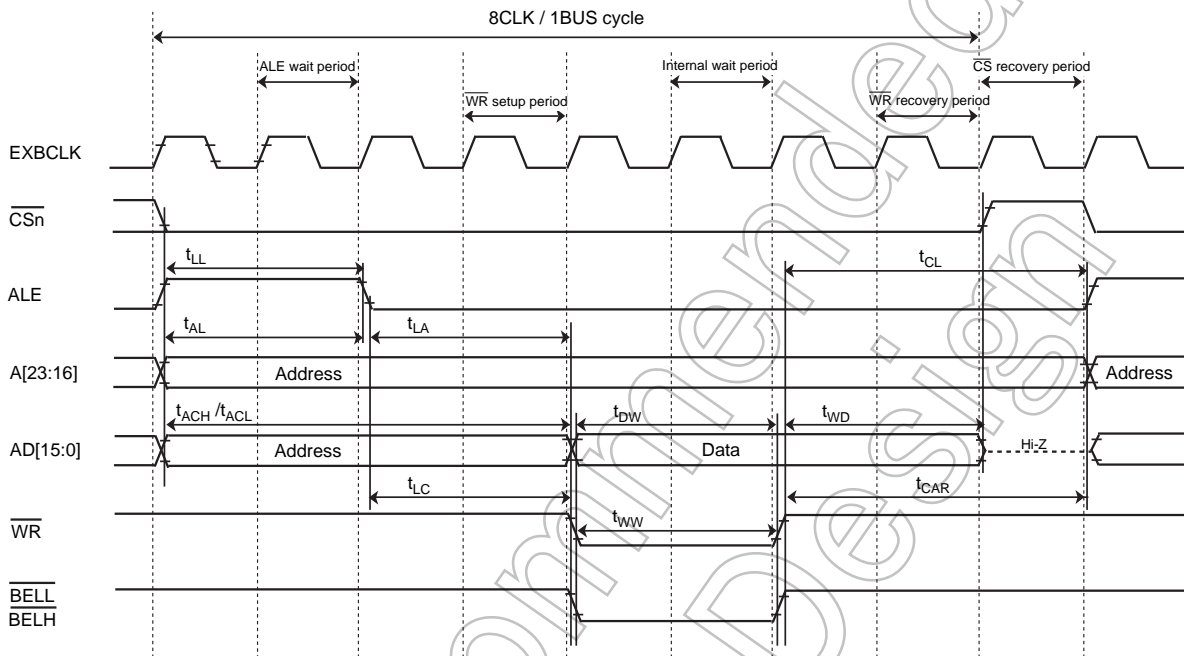 8CLK / 1BUS cycle
ALE wait period
Internal wait period
CS recovery period
WR setup period
WR recovery period
EXBCLK
CSn
tLL
tCL
ALE
tAL
tLA
A[23:16]
Address
Address
tACH /tACL
tDW
tWD
AD[15:0]
Address
Data
Hi-Z
tLC
tCAR
WR
tWW
BELL
BELH
ommended
Design